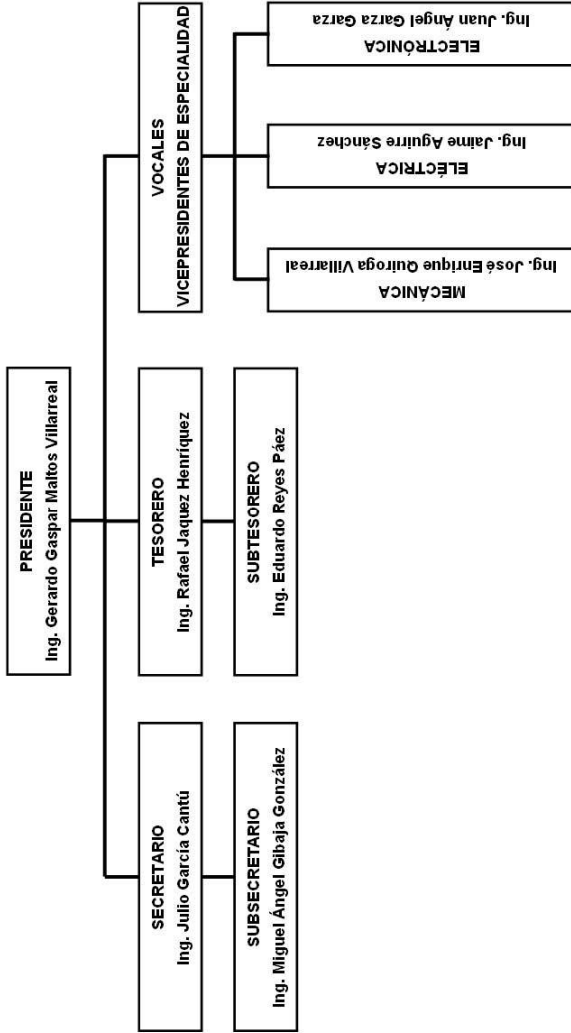 PRESIDENTE
Ing. Gerardo Gaspar Maltos Villarreal
SECRETARIO
Ing. Julio García Cantú
TESORERO
Ing. Rafael Jaquez Henríquez
VOCALES
VICEPRESIDENTES DE ESPECIALIDAD
SUBSECRETARIO
Ing. Miguel Ángel Gibaja González
SUBTESORERO
Ing. Eduardo Reyes Páez
MECÁNICA
Ing. José Enrique Quiroga Villarreal
ELÉCTRICA
Ing. Jaime Aguirre Sánchez
ELECTRÓNICA
Ing. Juan Ángel Garza Garza